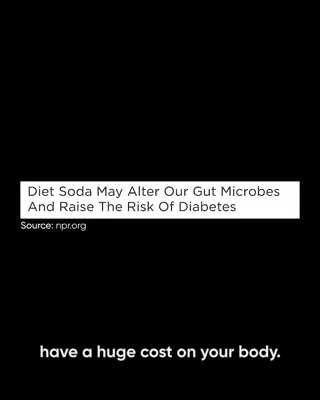 Diet Soda May Alter Our Gut Microbes
And Raise The Risk Of Diabetes
Source: npr.org
have a huge cost on your body.